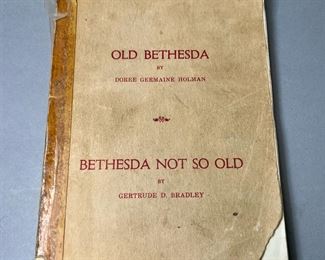 OLD BETHESDA
BY
DOREE GERMAINE HOLMAN
BETHESDA NOT SO OLD
BY
GERTRUDE D. BRADLEY